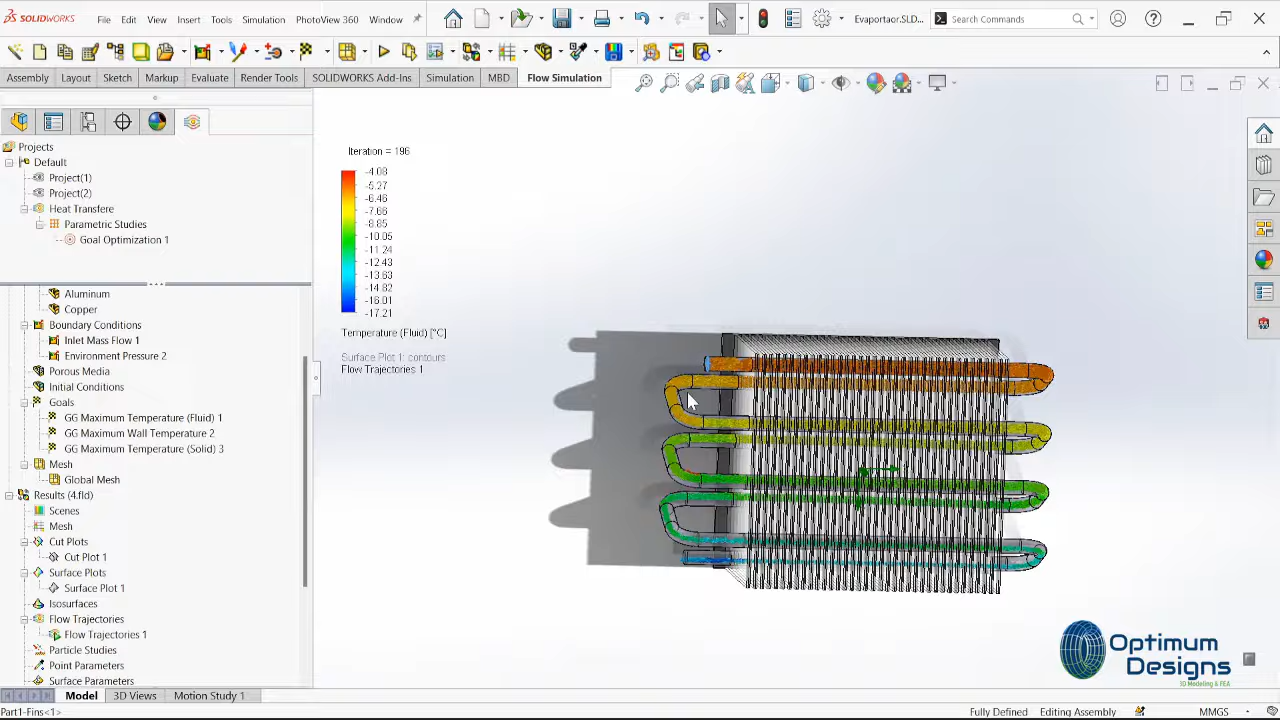 SOLIDWORKS File Edit View Insert Tools Simulation PhotoView 360 Window Evaportaor.SLD... Search Commands
Assembly Layout Sketch Markup Evaluate Render Tools SOLIDWORKS Add-Ins Simulation MBD Flow Simulation
Projects
Default
Project(1)
Project(2)
Heat Transfere
Parametric Studies
Goal Optimization 1
Aluminum
Copper
Boundary Conditions
Inlet Mass Flow 1
Environment Pressure 2
Porous Media
Initial Conditions
Goals
GG Maximum Temperature (Fluid) 1
GG Maximum Wall Temperature 2
GG Maximum Temperature (Solid) 3
Mesh
Global Mesh
Results (4.fld)
Scenes
Mesh
Cut Plots
Cut Plot 1
Surface Plots
Surface Plot 1
Isosurfaces
Flow Trajectories
Flow Trajectories 1
Particle Studies
Point Parameters
Surface Parameters
Iteration = 196
-4.08
-5.27
-6.46
-7.66
-8.85
-10.05
-11.24
-12.43
-13.63
-14.82
-16.01
-17.21
Temperature (Fluid) [°C]
Surface Plot 1: contours
Flow Trajectories 1
Optimum
Designs
3D Modeling & FEA
Model 3D Views Motion Study 1
Part1-Fins<1> Fully Defined Editing Assembly MMGS